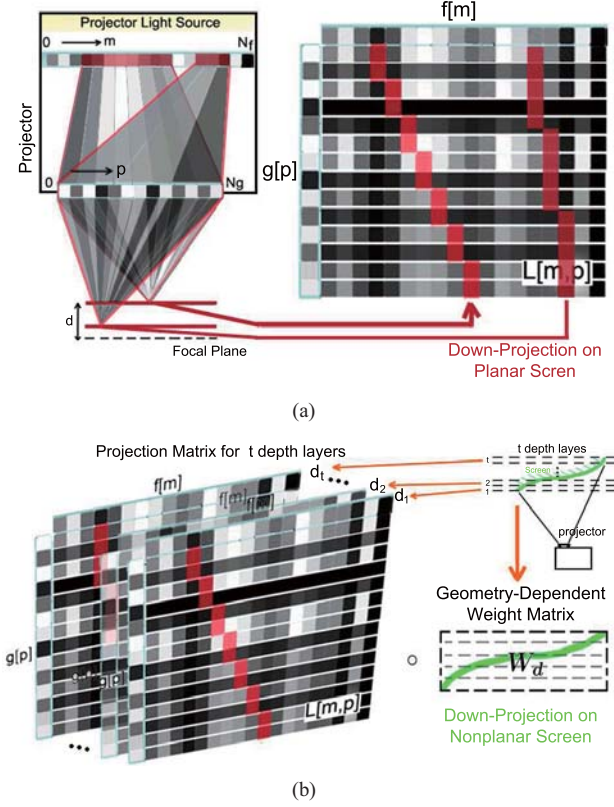 Projector Light Source
0 m Nf
Projector
p
0 Ng
d
Focal Plane
f[m]
g[p]
L[m,p]
Down-Projection on
Planar Scren
(a)
Projection Matrix for t depth layers
f[m]
f[m]
f[m]
dt
d2
d1
g[p]
g[p]
L[m,p]
t depth layes
t
Screen
2
1
projector
Geometry-Dependent
Weight Matrix
Wd
Down-Projection on
Nonplanar Screen
(b)